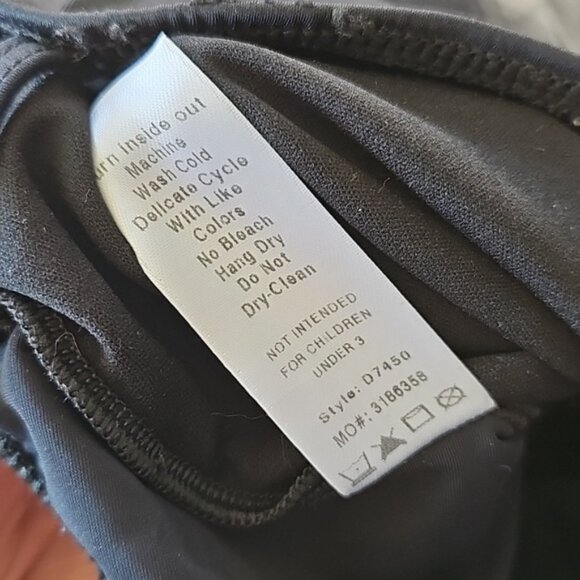 urn inside out
Machine
Wash Cold
Delicate Cycle
With Like
Colors
No Bleach
Hang Dry
Do Not
Dry-Clean
NOT INTENDED
FOR CHILDREN
UNDER 3
Style: D7450
MO#: 3186358